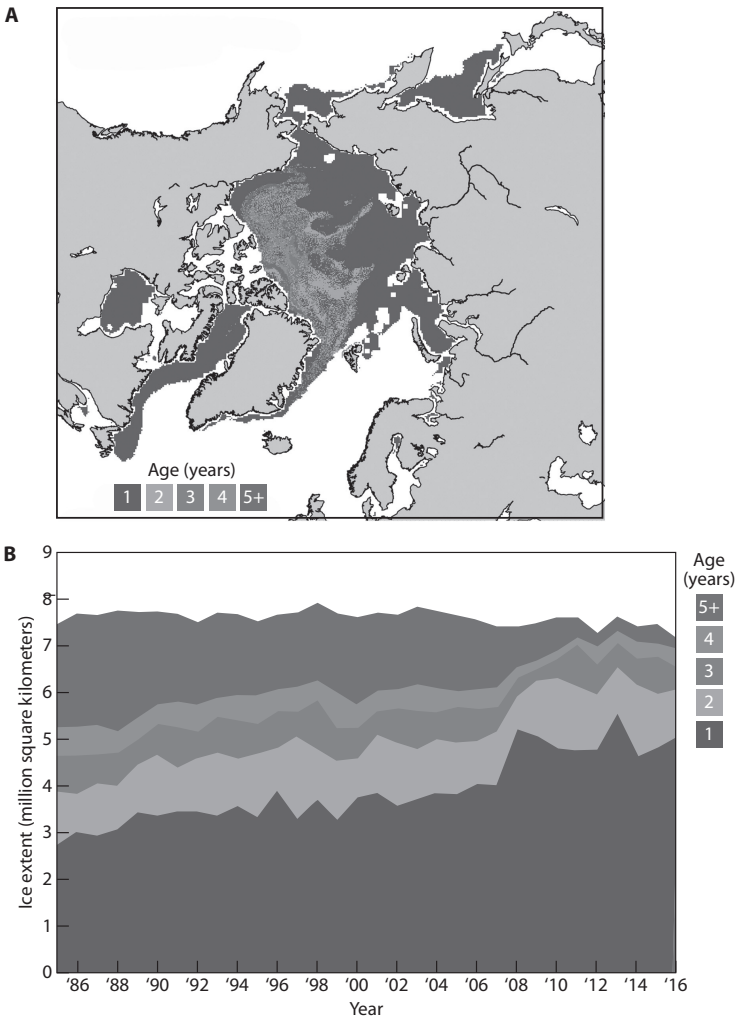 A
Age (years)
1 2 3 4 5+
B
Age
(years)
5+
4
3
2
1
Ice extent (million square kilometers)
9
8
7
6
5
4
3
2
1
0
‘86 ‘88 ‘90 ‘92 ‘94 ‘96 ‘98 ‘00 ‘02 ‘04 ‘06 ‘08 ‘10 ‘12 ‘14 ‘16
Year